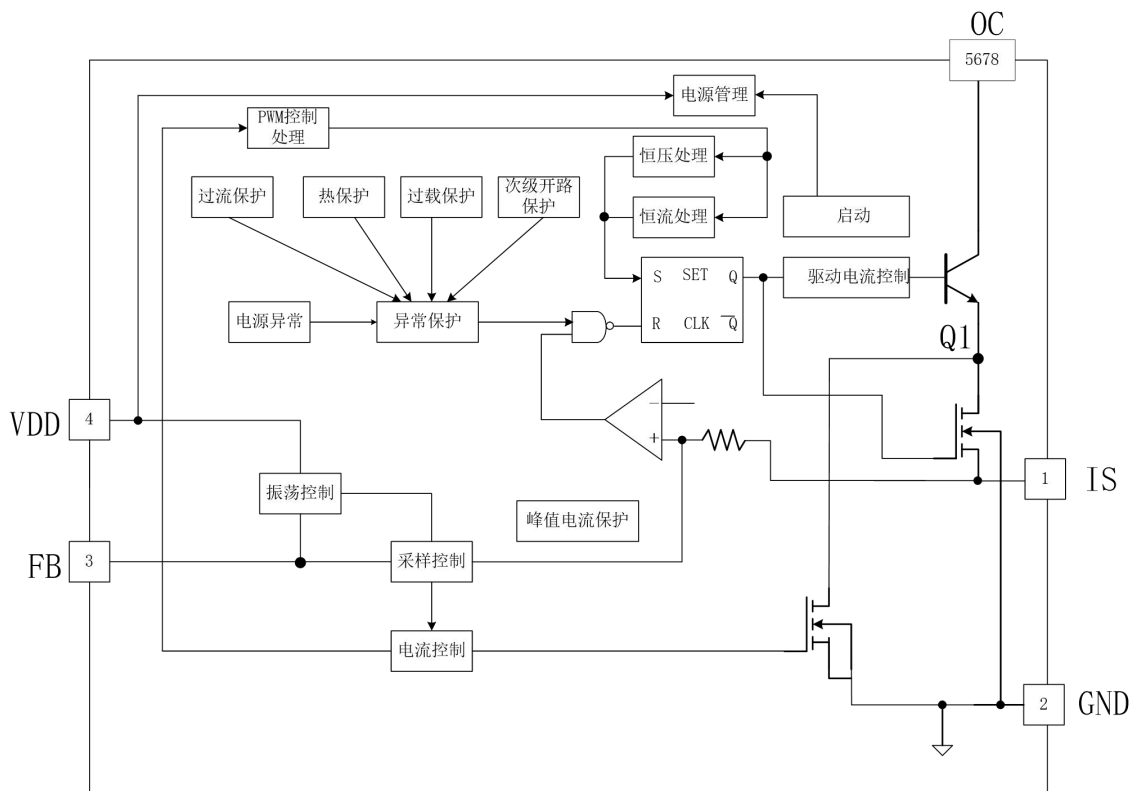 OC
5678
电源管理
PWM控制
处理
恒压处理
过流保护
热保护
过载保护
次级开路
保护
恒流处理
启动
S SET Q
驱动电流控制
电源异常
异常保护
R CLK Q
Q1
VDD
4
−
+
1
IS
振荡控制
峰值电流保护
FB
3
采样控制
电流控制
2
GND